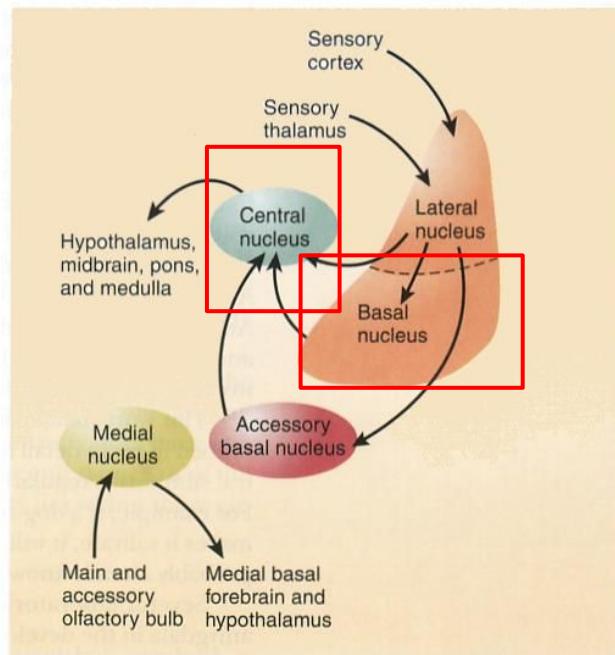 Sensory
cortex
Sensory
thalamus
Central
nucleus
Lateral
nucleus
Hypothalamus,
midbrain, pons,
and medulla
Basal
nucleus
Medial
nucleus
Accessory
basal nucleus
Main and
accessory
olfactory bulb
Medial basal
forebrain and
hypothalamus